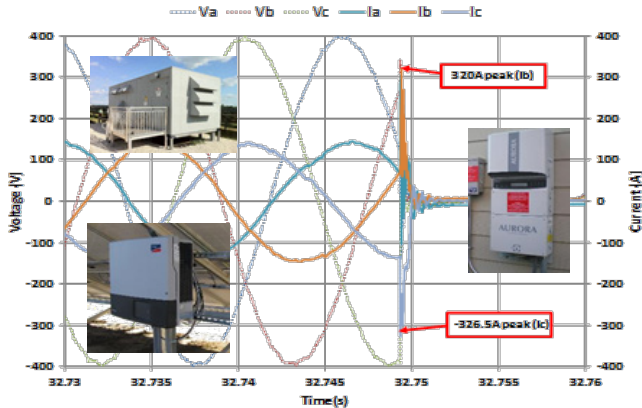 Va Vb Vc Ia Ib Ic
400 400
300 300
200 200
100 100
0 0
-100 -100
-200 -200
-300 -300
-400 -400
Voltage (V)
Current (A)
320A peak (Ib)
-326.5A peak (Ic)
AURORA
AURORA
32.73 32.735 32.74 32.745 32.75 32.755 32.76
Time (s)